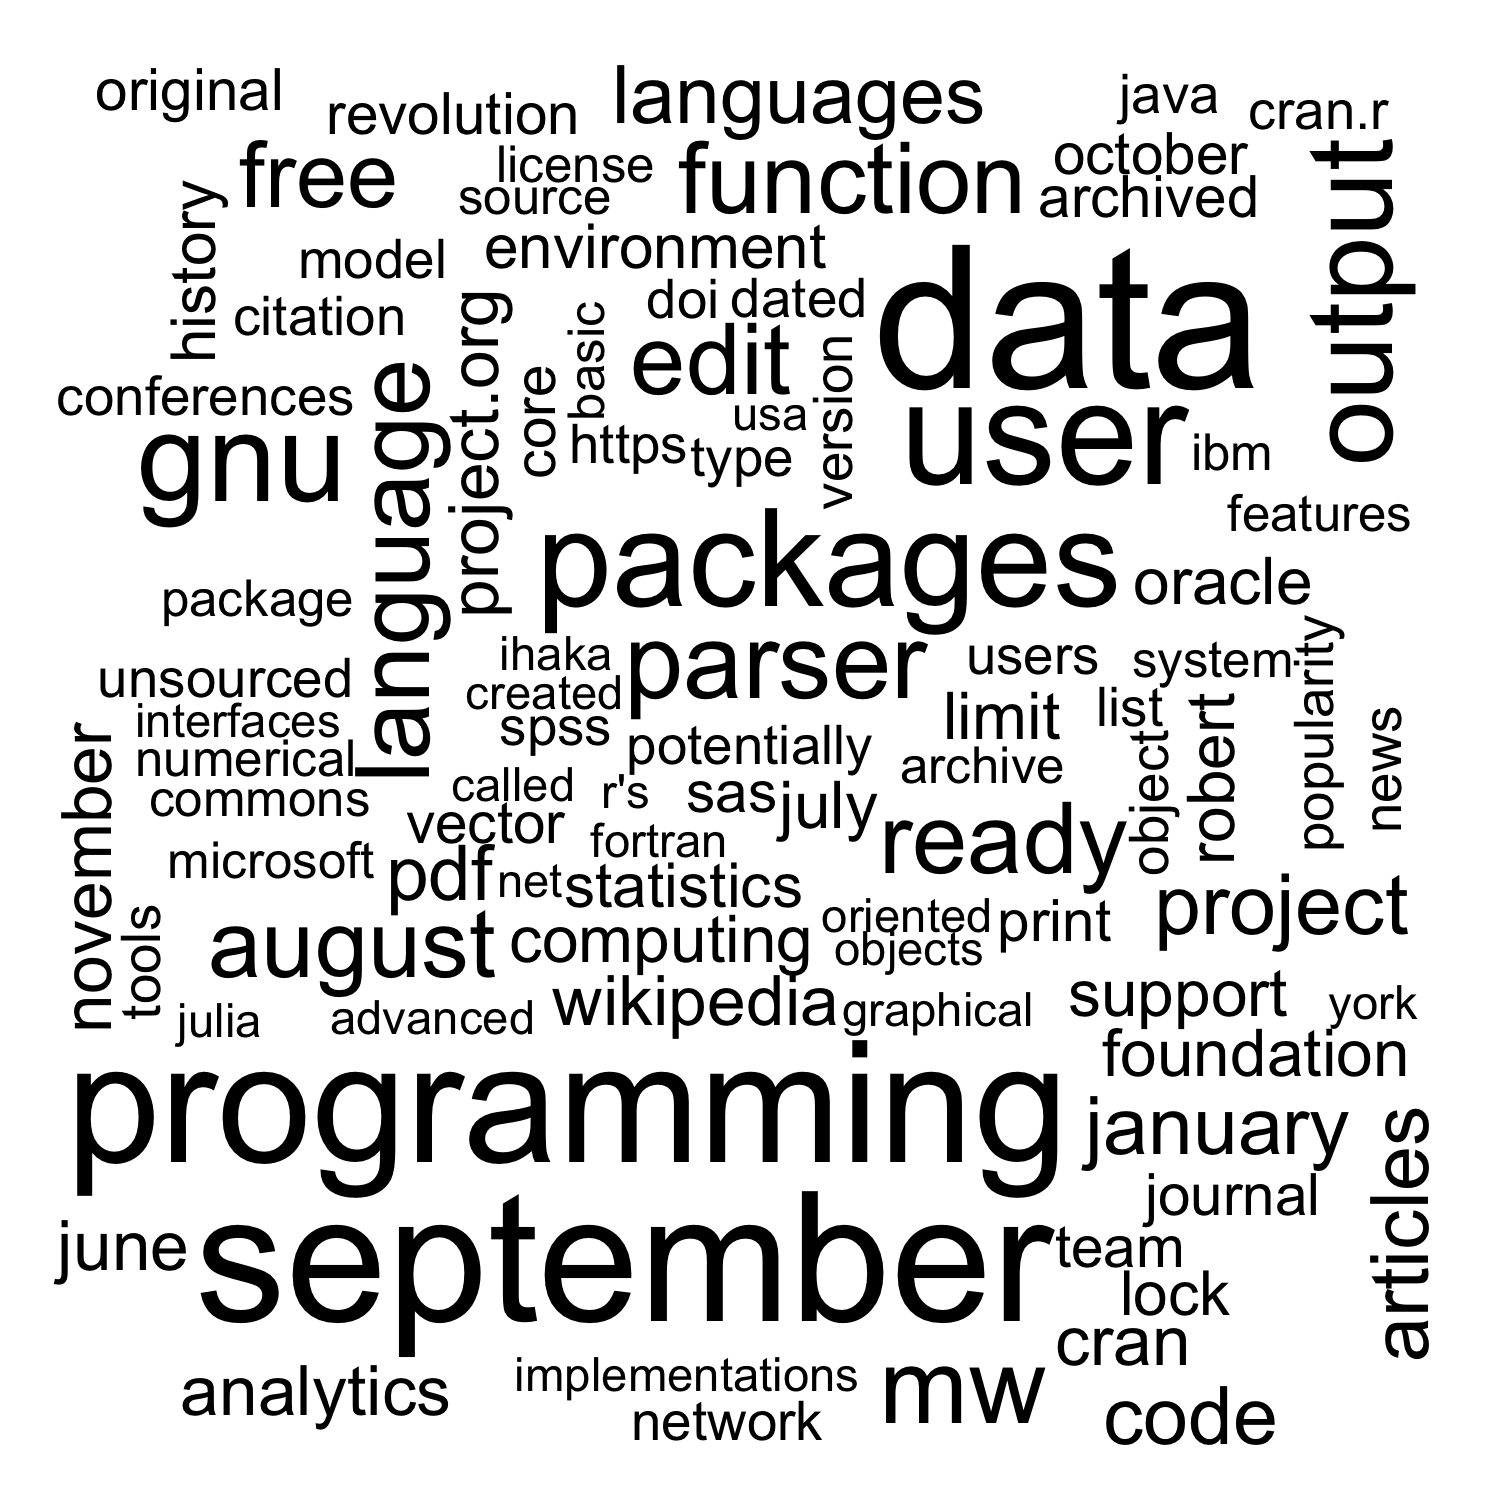 original
revolution
languages
java
cran.r
free
license
source
function
october
archived
output
history
model
environment
citation
doi
dated
data
conferences
project.org
basic
edit
version
core
usa
user
gnu
language
https
type
ibm
features
packages
package
oracle
unsourced
ihaka
created
parser
users
system
popularity
interfaces
spss
limit
list
robert
news
november
numerical
potentially
archive
object
commons
called
r's
sas
july
vector
fortran
ready
microsoft
pdf
net
statistics
project
tools
august
computing
oriented
objects
print
julia
advanced
wikipedia
graphical
support
york
foundation
programming
january
articles
journal
june
september
team
lock
cran
analytics
implementations
network
mw
code